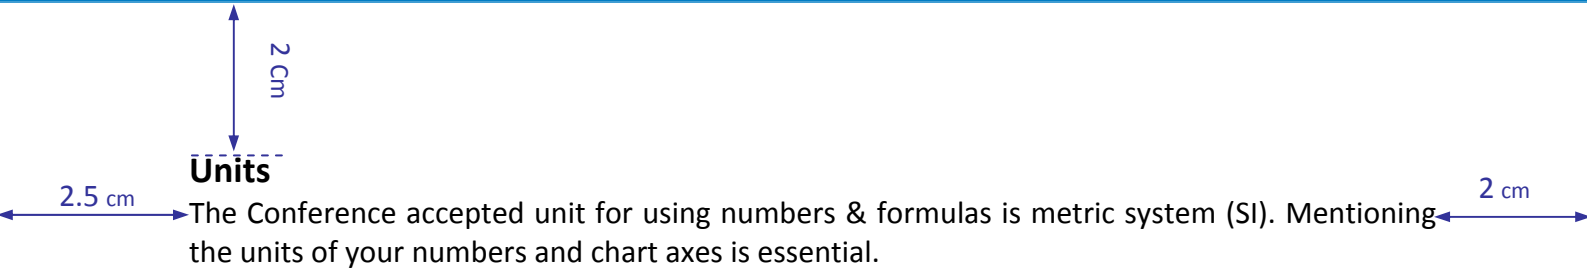 2 Cm
Units
2.5 cm
2 cm
The Conference accepted unit for using numbers & formulas is metric system (SI). Mentioning
the units of your numbers and chart axes is essential.